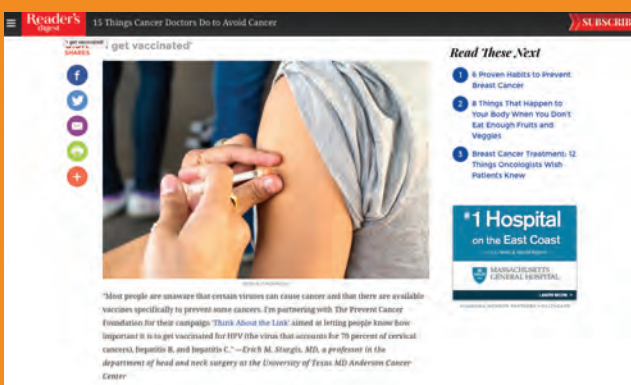 Reader's digest
15 Things Cancer Doctors Do to Avoid Cancer
SUBSCRIBE
SHARES
get vaccinated'
"Most people are unaware that certain viruses can cause cancer and that there are available
vaccines specifically to prevent some cancers. I'm partnering with The Prevent Cancer
Foundation for their campaign 'Think About the Link' aimed at letting people know how
important it is to get vaccinated for HPV (the virus that accounts for 70 percent of cervical
cancers), hepatitis B, and hepatitis C." —Erich M. Sturgis, MD, a professor in the
department of head and neck surgery at the University of Texas MD Anderson Cancer
Center
Read These Next
1 6 Proven Habits to Prevent
Breast Cancer
2 8 Things That Happen to
Your Body When You Don't
Eat Enough Fruits and
Veggies
3 Breast Cancer Treatment: 12
Things Oncologists Wish
Patients Knew
#1 Hospital
on the East Coast
MASSACHUSETTS
GENERAL HOSPITAL
LEARN MORE